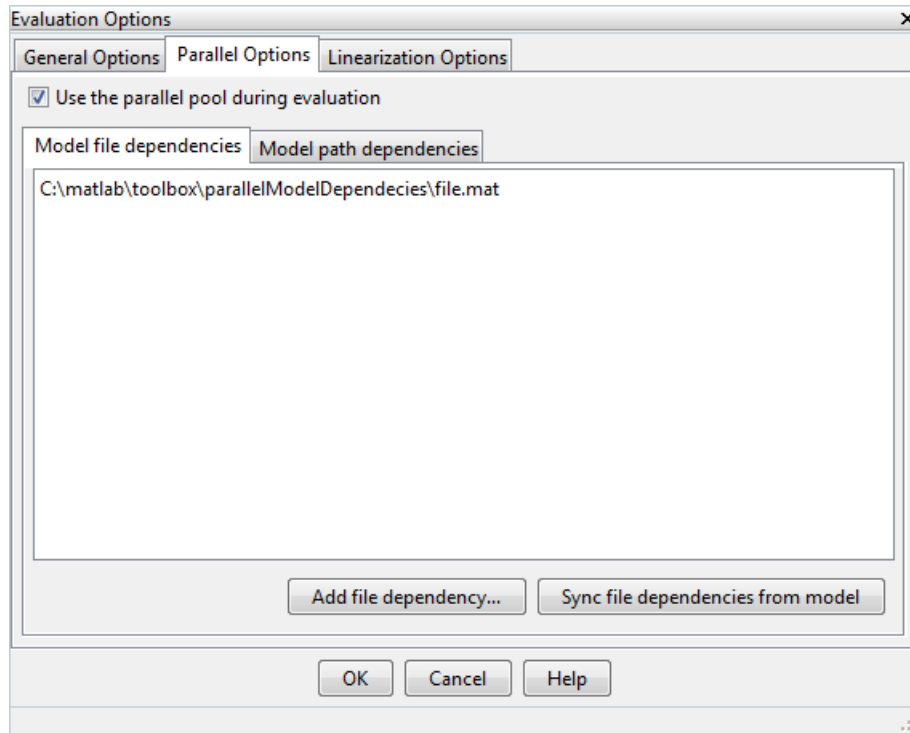 Evaluation Options
General Options Parallel Options Linearization Options
Use the parallel pool during evaluation
Model file dependencies Model path dependencies
C:\matlab\toolbox\parallelModelDependecies\file.mat
Add file dependency... Sync file dependencies from model
OK Cancel Help